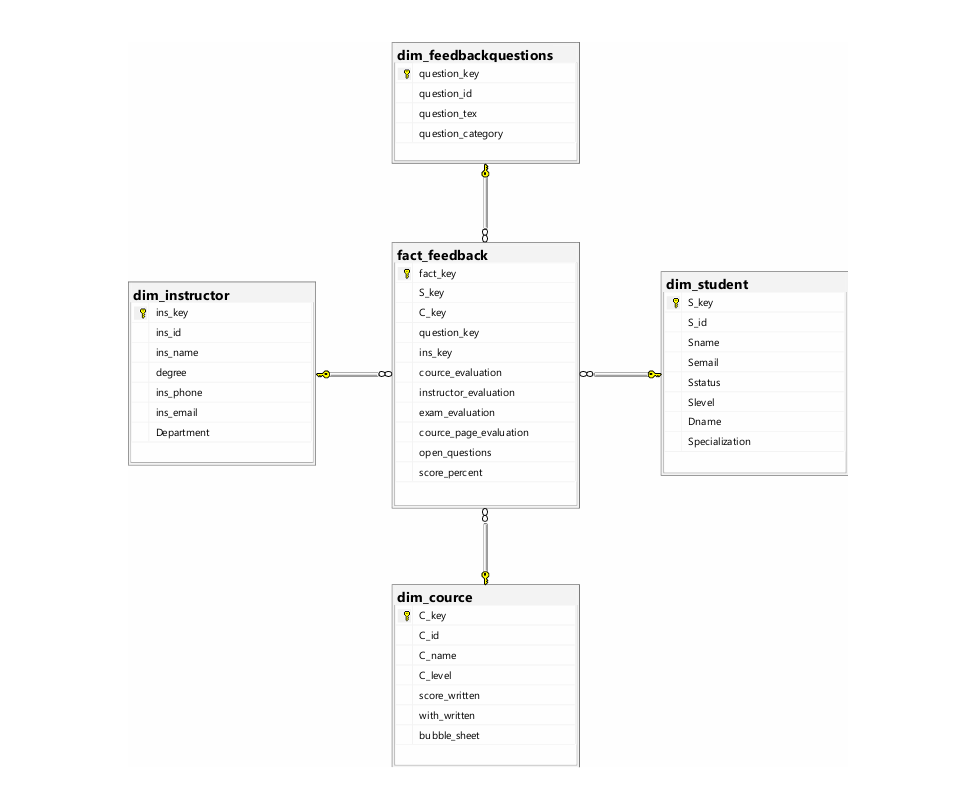 dim_feedbackquestions
question_key
question_id
question_tex
question_category
fact_feedback
fact_key
S_key
C_key
question_key
ins_key
cource_evaluation
instructor_evaluation
exam_evaluation
cource_page_evaluation
open_questions
score_percent
dim_instructor
ins_key
ins_id
ins_name
degree
ins_phone
ins_email
Department
dim_student
S_key
S_id
Sname
Semail
Sstatus
Slevel
Dname
Specialization
dim_cource
C_key
C_id
C_name
C_level
score_written
with_written
bubble_sheet